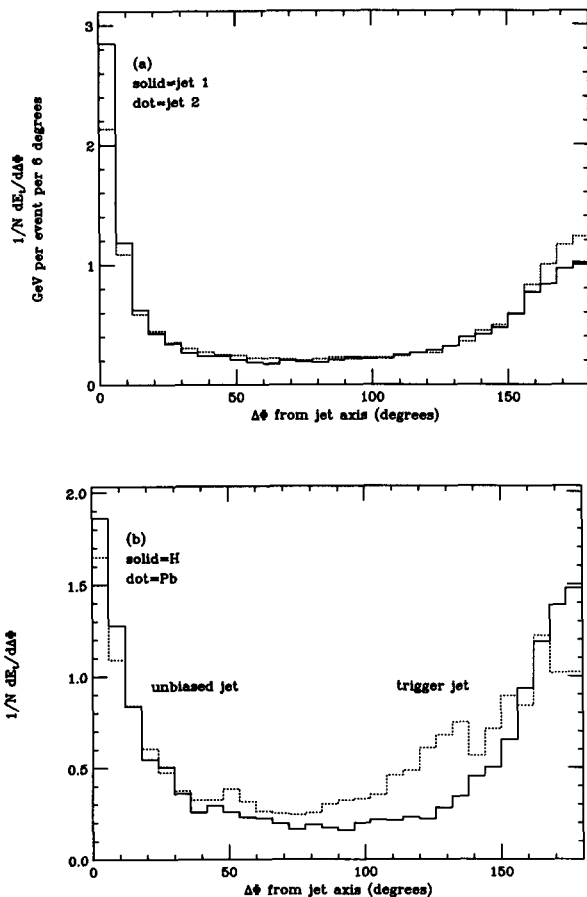 3
2
1
0
(a)
solid=jet 1
dot=jet 2
1/N dEₜ/dΔΦ
GeV per event per 6 degrees
0 50 100 150
ΔΦ from jet axis (degrees)
2.0
1.5
1.0
0.5
0.0
(b)
solid=H
dot=Pb
unbiased jet trigger jet
1/N dEₜ/dΔΦ
0 50 100 150
ΔΦ from jet axis (degrees)